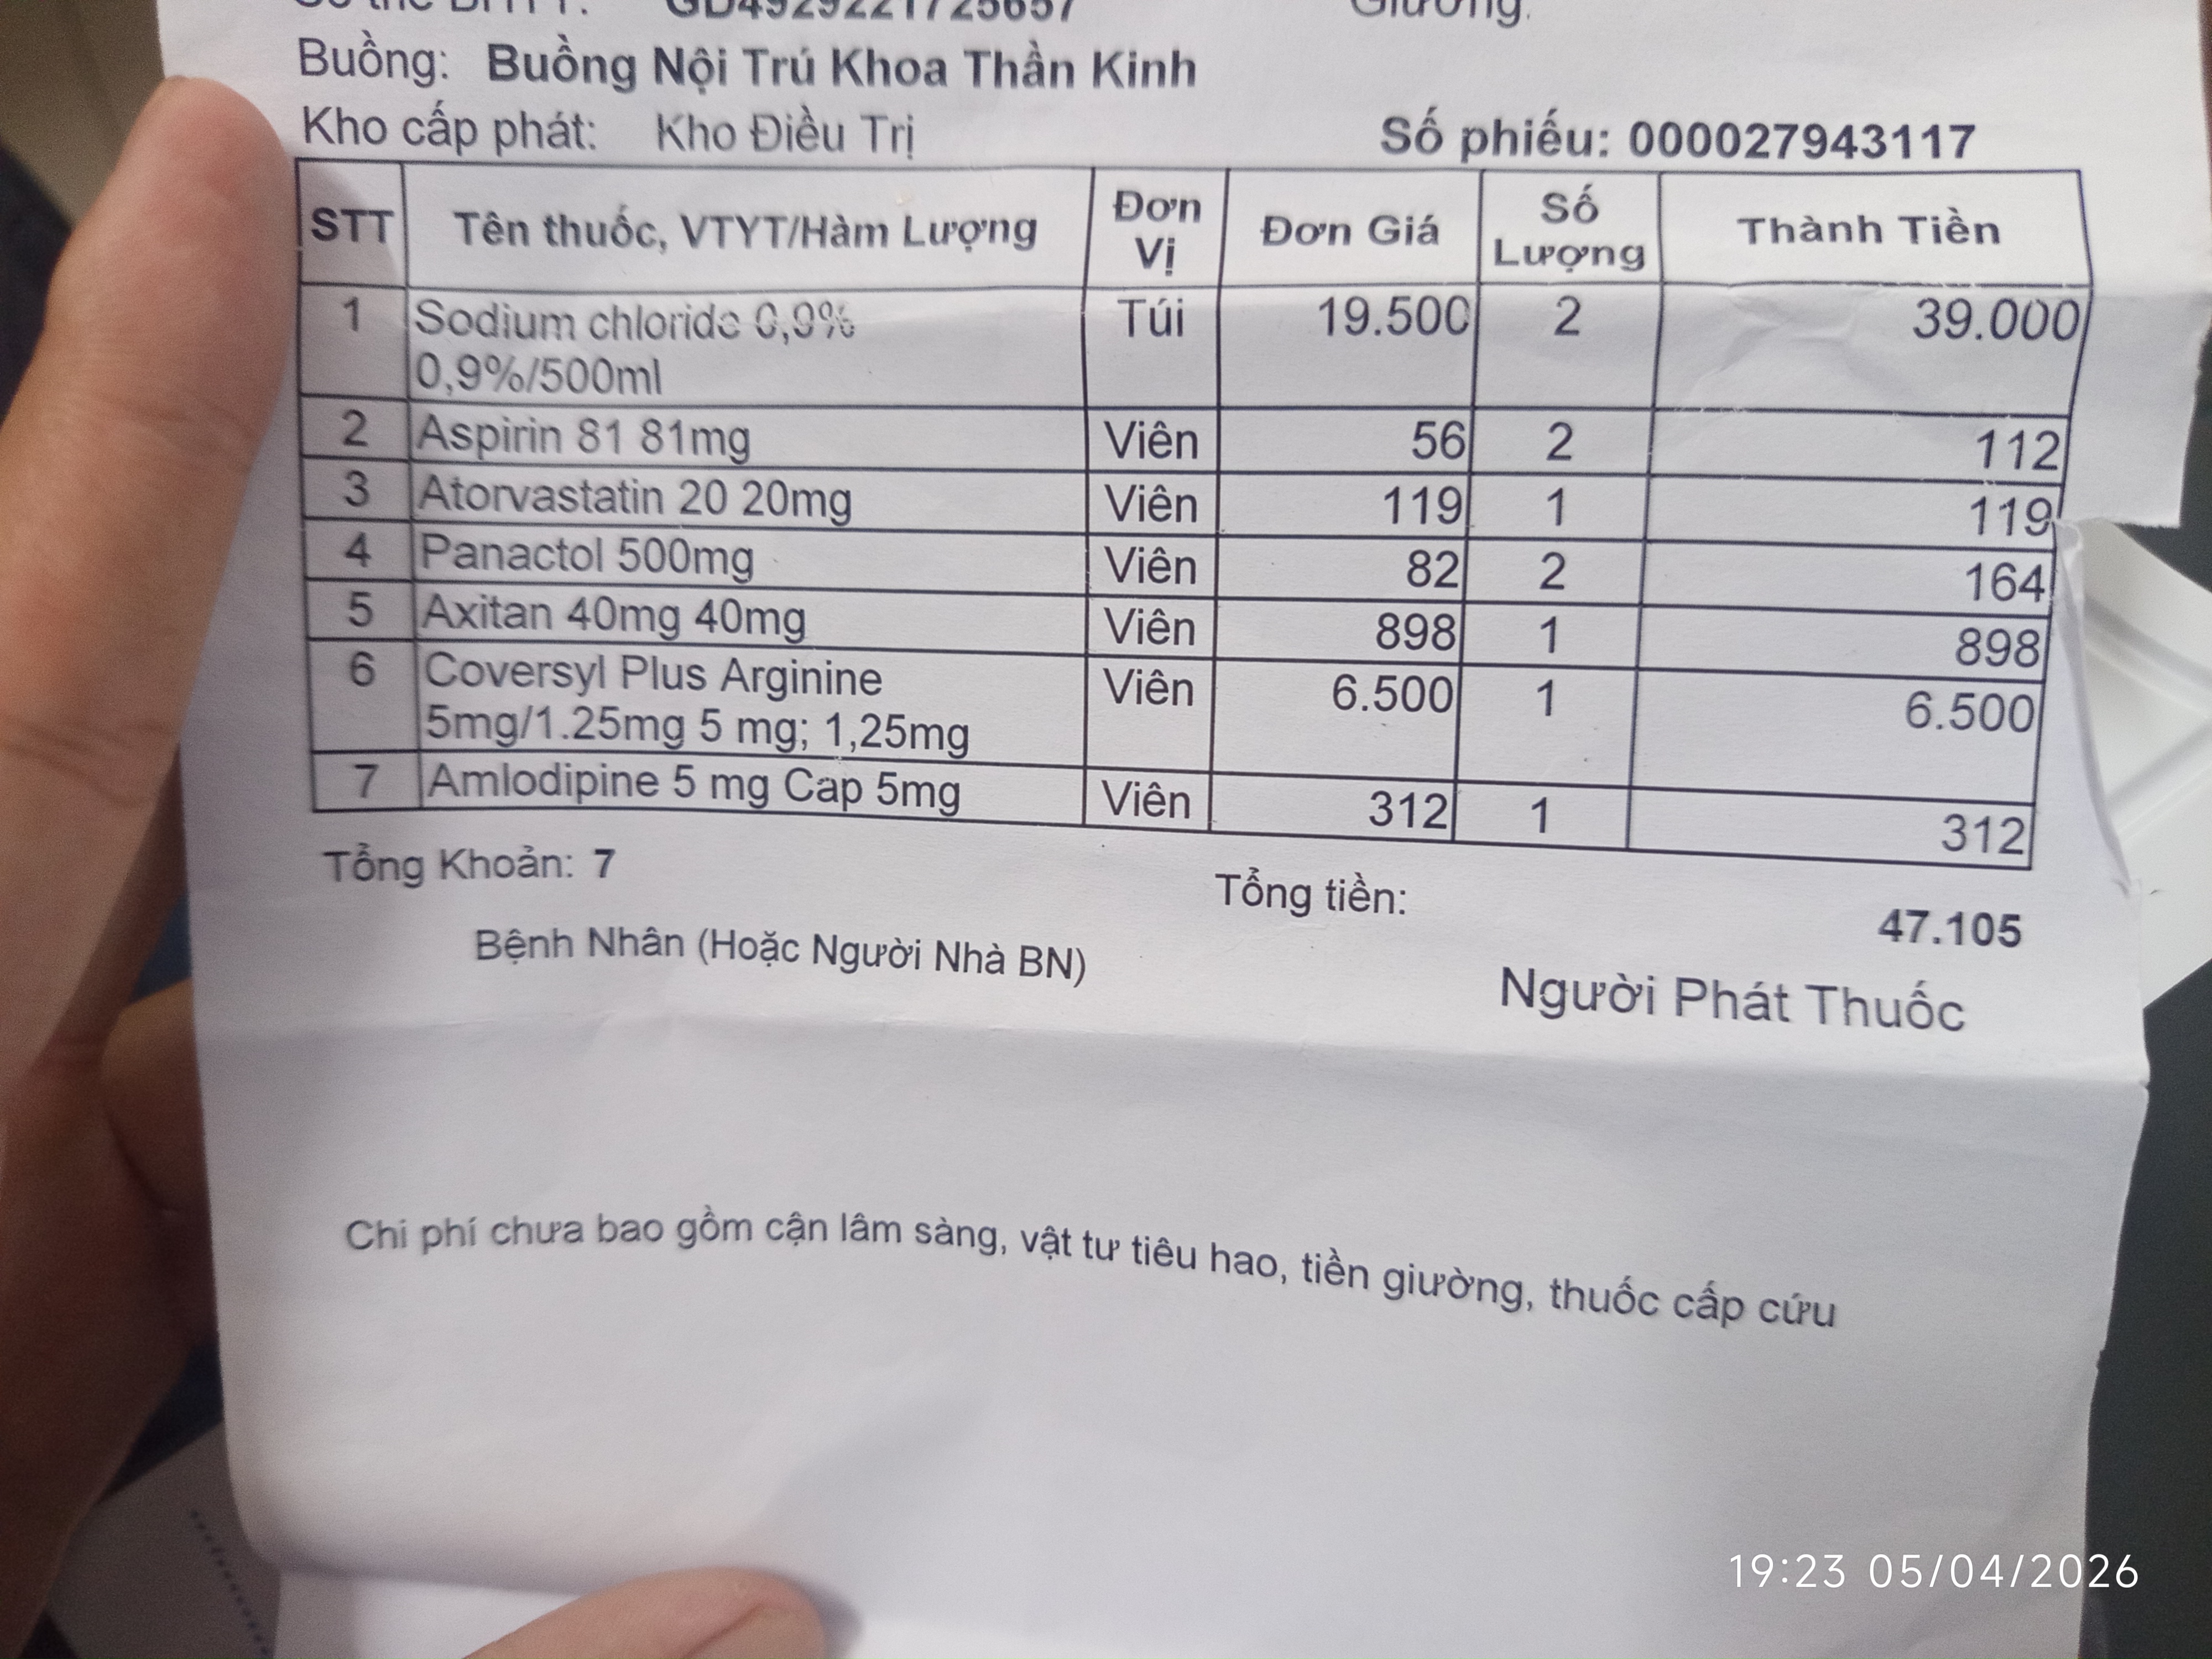 Buồng: Buồng Nội Trú Khoa Thần Kinh
Kho cấp phát: Kho Điều Trị Số phiếu: 000027943117
STT Tên thuốc, VTYT/Hàm Lượng Đơn Vị Đơn Giá Số Lượng Thành Tiền
1 Sodium chloride 0,9% Túi 19.500 2 39.000
0,9%/500ml
2 Aspirin 81 81mg Viên 56 2 112
3 Atorvastatin 20 20mg Viên 119 1 119
4 Panactol 500mg Viên 82 2 164
5 Axitan 40mg 40mg Viên 898 1 898
6 Coversyl Plus Arginine Viên 6.500 1 6.500
5mg/1.25mg 5 mg; 1,25mg
7 Amlodipine 5 mg Cap 5mg Viên 312 1 312
Tổng Khoản: 7 Tổng tiền: 47.105
Bệnh Nhân (Hoặc Người Nhà BN) Người Phát Thuốc
Chi phí chưa bao gồm cận lâm sàng, vật tư tiêu hao, tiền giường, thuốc cấp cứu
19:23 05/04/2026